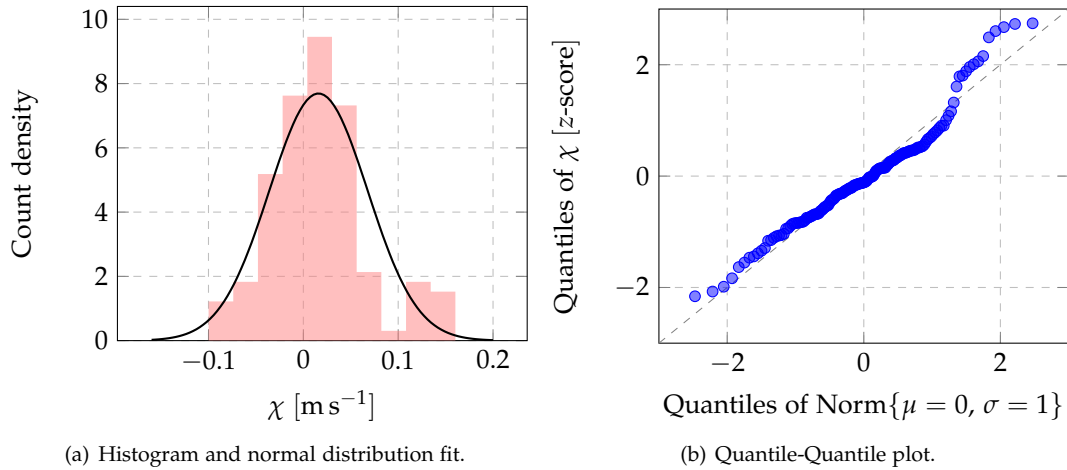 10
8
6
4
2
0
Count density
−0.1
0
0.1
0.2
χ [m s⁻¹]
(a) Histogram and normal distribution fit.
2
0
−2
Quantiles of χ [z-score]
−2
0
2
Quantiles of Norm{μ = 0, σ = 1}
(b) Quantile-Quantile plot.